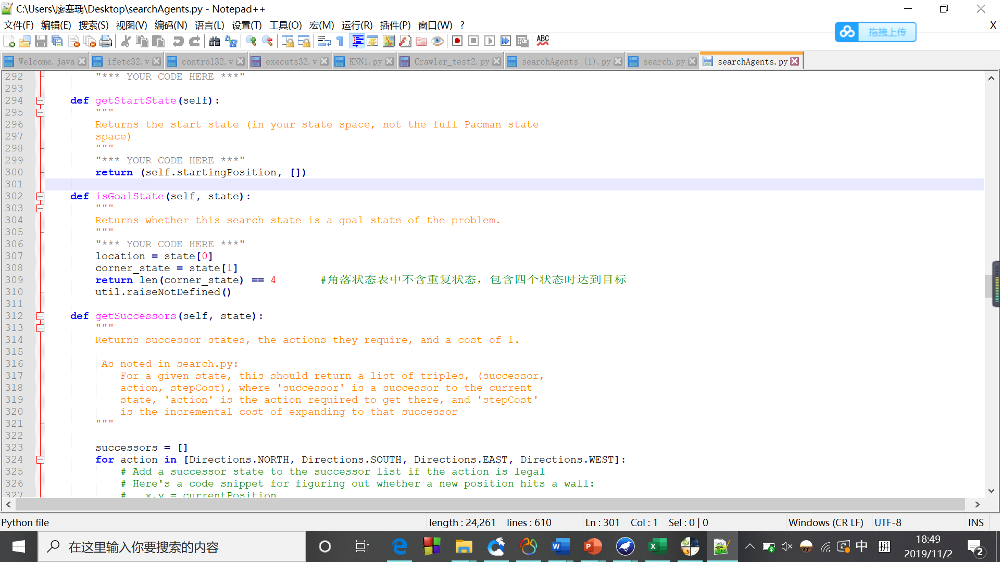 C:\Users\廖塞瑀\Desktop\searchAgents.py - Notepad++
文件(F) 编辑(E) 搜索(S) 视图(V) 编码(N) 语言(L) 设置(T) 工具(O) 宏(M) 运行(R) 插件(P) 窗口(W) ? X
拖拽上传
ABC
Welcome.java ifetc32.v control32.v executs32.v KNN1.py Crawler_test2.py searchAgents (1).py search.py searchAgents.py
292 "*** YOUR CODE HERE ***"
293
294 def getStartState(self):
295 """
296 Returns the start state (in your state space, not the full Pacman state
297 space)
298 """
299 "*** YOUR CODE HERE ***"
300 return (self.startingPosition, [])
301
302 def isGoalState(self, state):
303 """
304 Returns whether this search state is a goal state of the problem.
305 """
306 "*** YOUR CODE HERE ***"
307 location = state[0]
308 corner_state = state[1]
309 return len(corner_state) == 4 #角落状态表中不含重复状态，包含四个状态时达到目标
310 util.raiseNotDefined()
311
312 def getSuccessors(self, state):
313 """
314 Returns successor states, the actions they require, and a cost of 1.
315
316 As noted in search.py:
317 For a given state, this should return a list of triples, (successor,
318 action, stepCost), where 'successor' is a successor to the current
319 state, 'action' is the action required to get there, and 'stepCost'
320 is the incremental cost of expanding to that successor
321 """
322
323 successors = []
324 for action in [Directions.NORTH, Directions.SOUTH, Directions.EAST, Directions.WEST]:
325 # Add a successor state to the successor list if the action is legal
326 # Here's a code snippet for figuring out whether a new position hits a wall:
327 # x,y = currentPosition
Python file length : 24,261 lines : 610 Ln : 301 Col : 1 Sel : 0 | 0 Windows (CR LF) UTF-8 INS
在这里输入你要搜索的内容
中 拼
18:49
2019/11/2
2